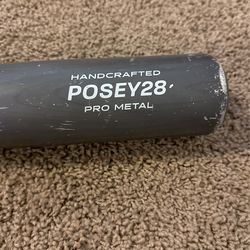 HANDCRAFTED
POSEY28'
PRO METAL